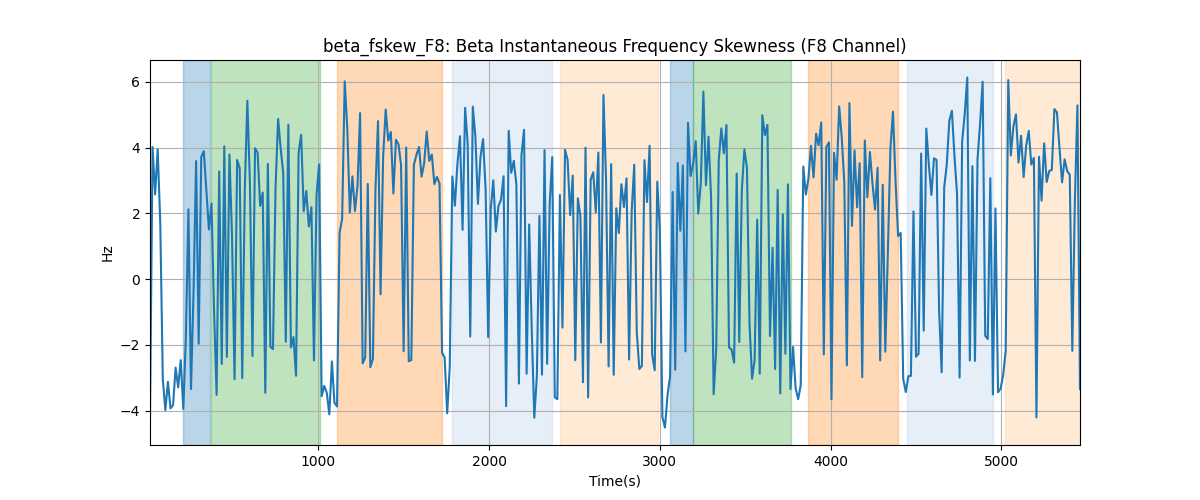 beta_fskew_F8: Beta Instantaneous Frequency Skewness (F8 Channel)
6
4
2
0
−2
−4
Hz
1000 2000 3000 4000 5000
Time(s)